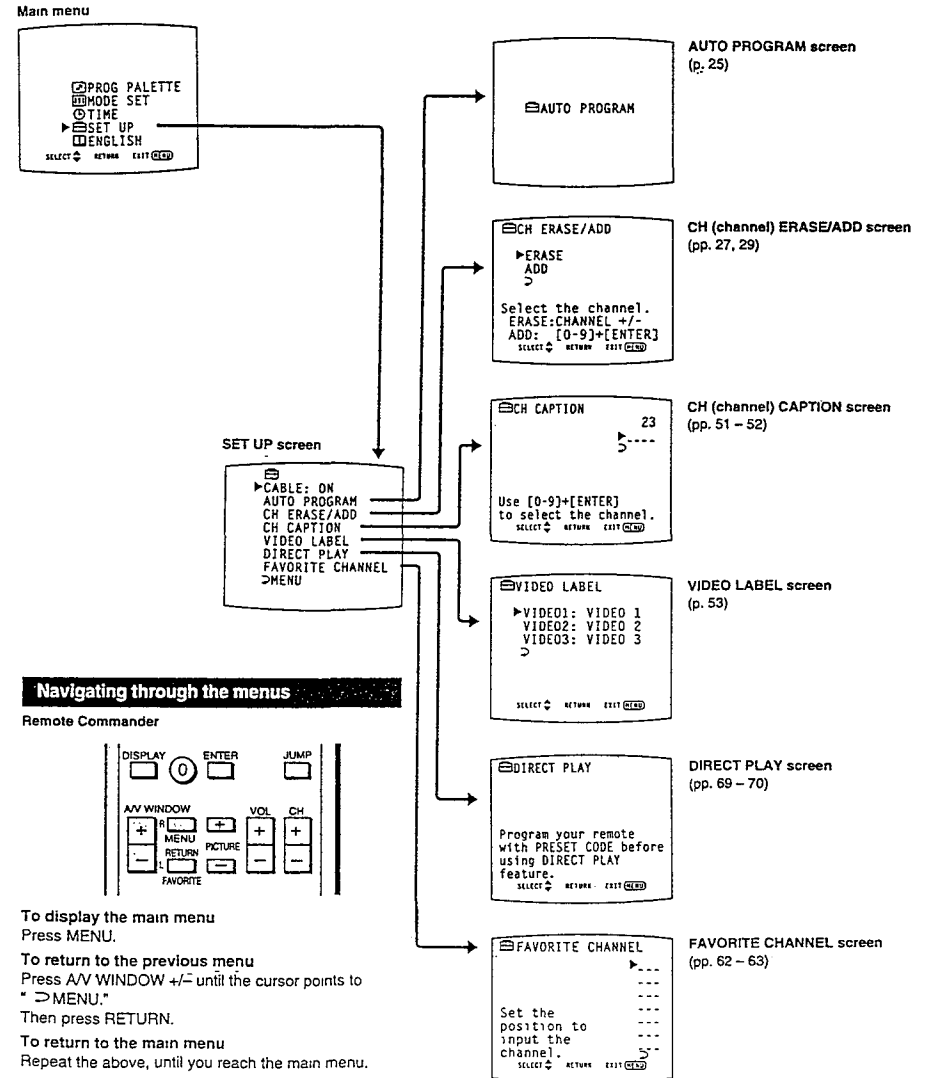 Main menu
PROG PALETTE
MODE SET
TIME
▶SET UP
ENGLISH
SELECT RETURN EXIT MENU
SET UP screen
▶CABLE: ON
AUTO PROGRAM
CH ERASE/ADD
CH CAPTION
VIDEO LABEL
DIRECT PLAY
FAVORITE CHANNEL
⊃MENU
AUTO PROGRAM
AUTO PROGRAM screen
(p. 25)
CH ERASE/ADD
▶ERASE
ADD
⊃
Select the channel.
ERASE:CHANNEL +/-
ADD: [0-9]+[ENTER]
SELECT RETURN EXIT MENU
CH (channel) ERASE/ADD screen
(pp. 27, 29)
CH CAPTION
23
▶----
⊃
Use [0-9]+[ENTER]
to select the channel.
SELECT RETURN EXIT MENU
CH (channel) CAPTION screen
(pp. 51 – 52)
VIDEO LABEL
▶VIDEO1: VIDEO 1
VIDEO2: VIDEO 2
VIDEO3: VIDEO 3
⊃
SELECT RETURN EXIT MENU
VIDEO LABEL screen
(p. 53)
DIRECT PLAY
Program your remote
with PRESET CODE before
using DIRECT PLAY
feature.
SELECT RETURN EXIT MENU
DIRECT PLAY screen
(pp. 69 – 70)
FAVORITE CHANNEL
▶---
---
---
---
Set the ---
position to ---
input the ---
channel. ---
⊃
SELECT RETURN EXIT MENU
FAVORITE CHANNEL screen
(pp. 62 – 63)
Navigating through the menus
Remote Commander
DISPLAY 0 ENTER JUMP
A/V WINDOW VOL CH
+ R + + +
MENU
RETURN PICTURE
– L – – –
FAVORITE
To display the main menu
Press MENU.
To return to the previous menu
Press A/V WINDOW +/– until the cursor points to
" ⊃MENU."
Then press RETURN.
To return to the main menu
Repeat the above, until you reach the main menu.